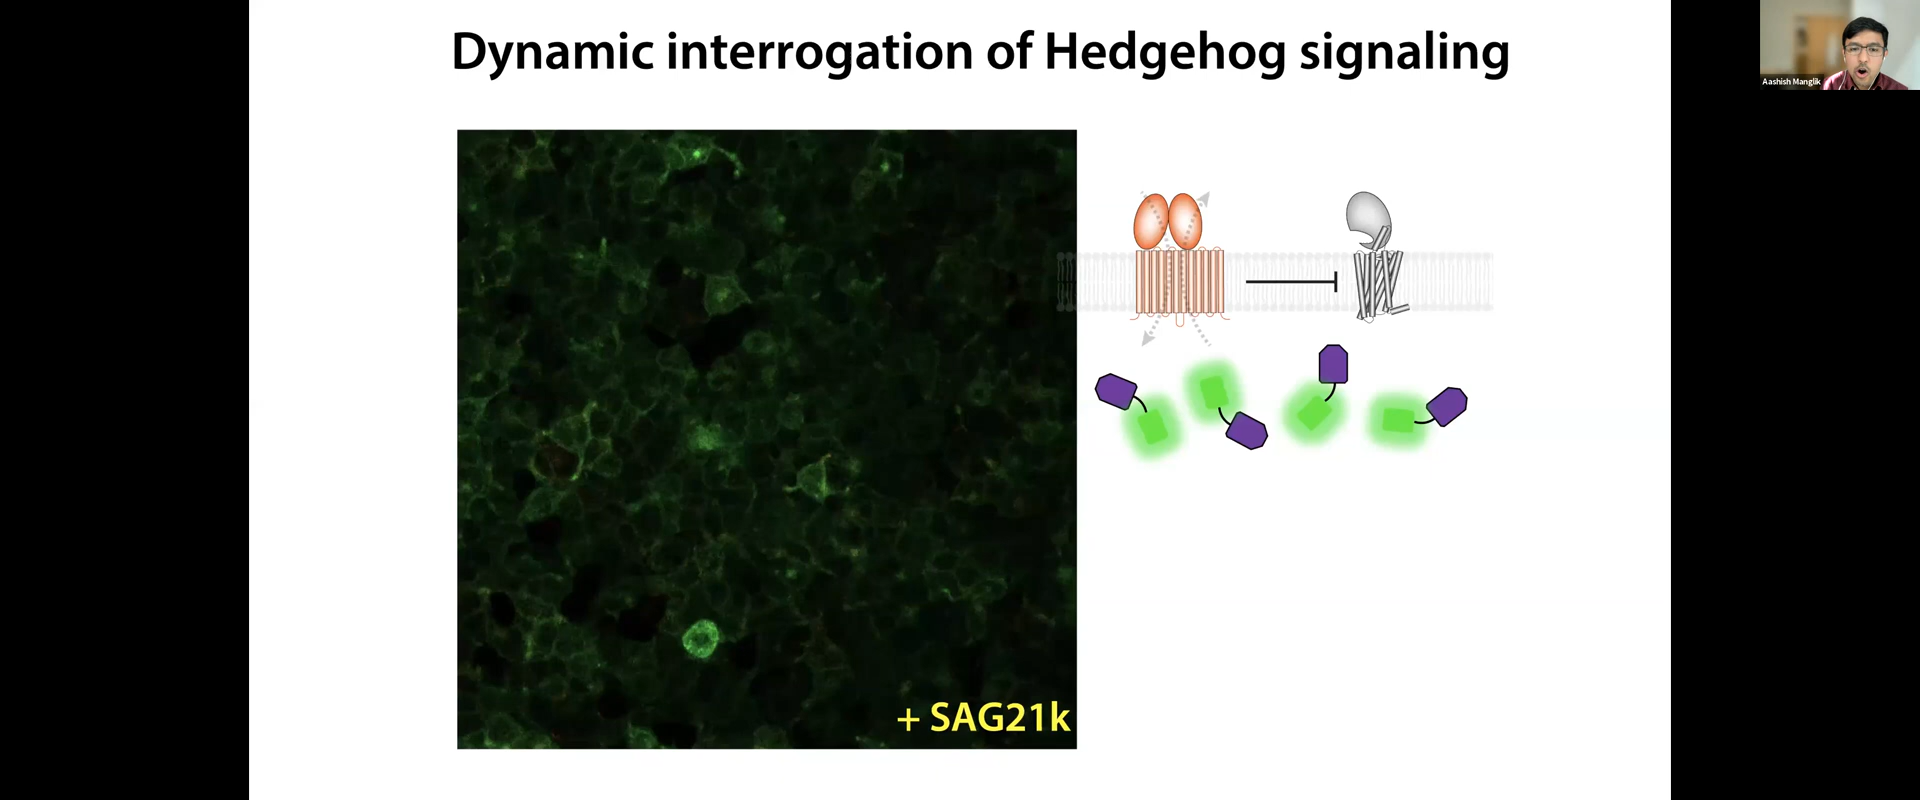 Dynamic interrogation of Hedgehog signaling
Aashish Manglik
+ SAG21k